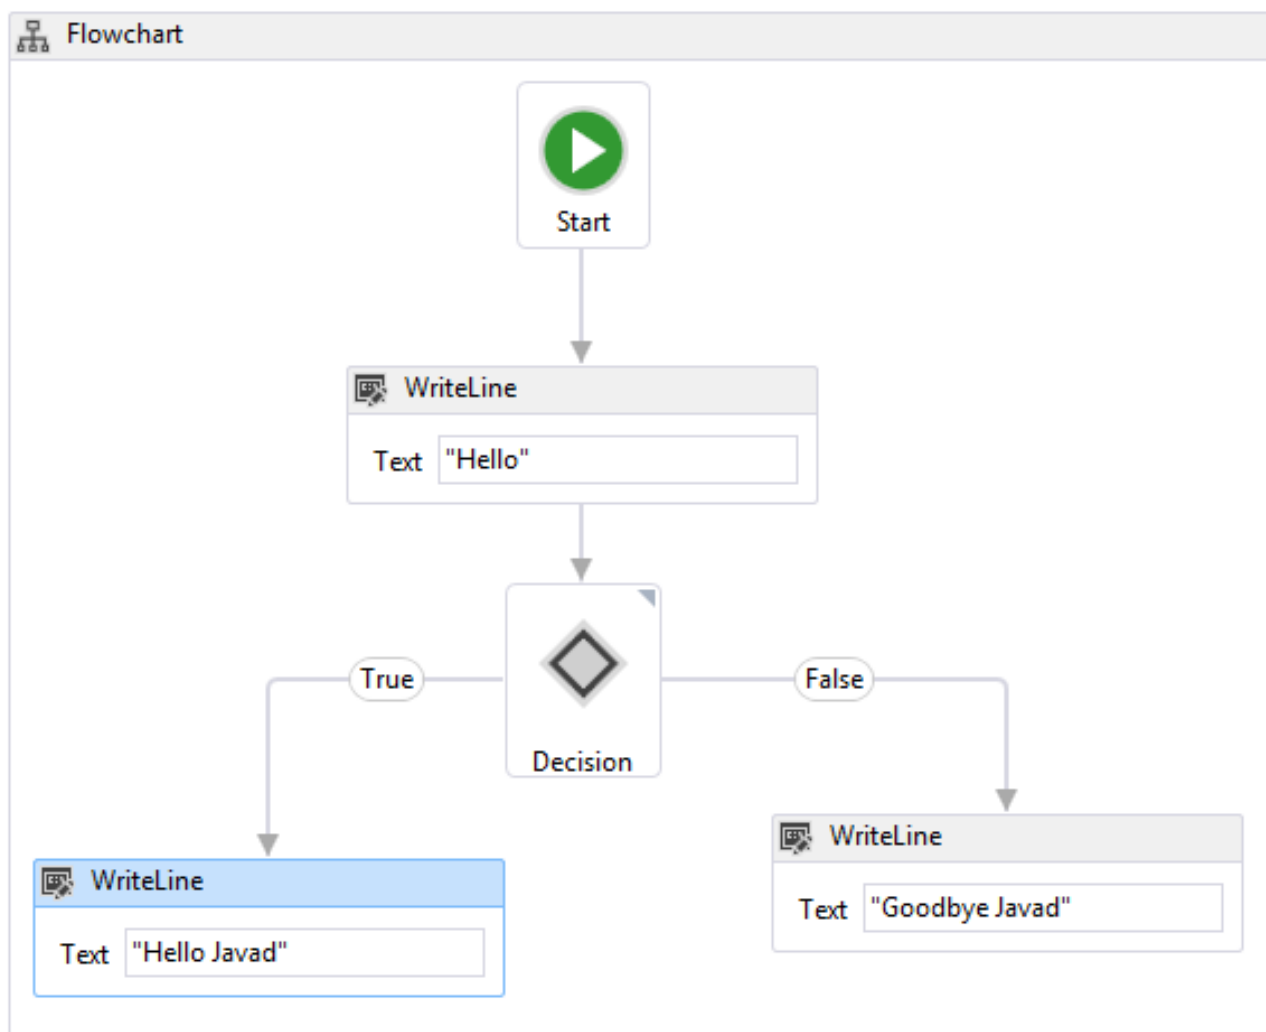 Flowchart
Start
WriteLine
Text "Hello"
True
False
Decision
WriteLine
Text "Goodbye Javad"
WriteLine
Text "Hello Javad"